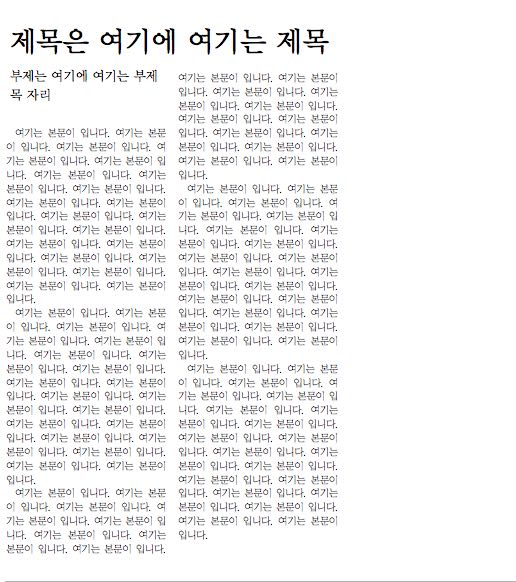 제목은 여기에 여기는 제목
부제는 여기에 여기는 부제
목 자리
여기는 본문이 입니다. 여기는 본문
이 입니다. 여기는 본문이 입니다. 여
기는 본문이 입니다. 여기는 본문이 입
니다. 여기는 본문이 입니다. 여기는
본문이 입니다. 여기는 본문이 입니다.
여기는 본문이 입니다. 여기는 본문이
입니다. 여기는 본문이 입니다. 여기는
본문이 입니다. 여기는 본문이 입니다.
여기는 본문이 입니다. 여기는 본문이
입니다. 여기는 본문이 입니다. 여기는
본문이 입니다. 여기는 본문이 입니다.
여기는 본문이 입니다. 여기는 본문이
입니다.
여기는 본문이 입니다. 여기는 본문
이 입니다. 여기는 본문이 입니다. 여
기는 본문이 입니다. 여기는 본문이 입
니다. 여기는 본문이 입니다. 여기는
본문이 입니다. 여기는 본문이 입니다.
여기는 본문이 입니다. 여기는 본문이
입니다. 여기는 본문이 입니다. 여기는
본문이 입니다. 여기는 본문이 입니다.
여기는 본문이 입니다. 여기는 본문이
입니다. 여기는 본문이 입니다. 여기는
본문이 입니다. 여기는 본문이 입니다.
여기는 본문이 입니다. 여기는 본문이
입니다.
여기는 본문이 입니다. 여기는 본문
이 입니다. 여기는 본문이 입니다. 여
기는 본문이 입니다. 여기는 본문이 입
니다. 여기는 본문이 입니다. 여기는
본문이 입니다. 여기는 본문이 입니다.
여기는 본문이 입니다. 여기는 본문이
입니다. 여기는 본문이 입니다. 여기는
본문이 입니다. 여기는 본문이 입니다.
여기는 본문이 입니다. 여기는 본문이
입니다. 여기는 본문이 입니다. 여기는
본문이 입니다. 여기는 본문이 입니다.
여기는 본문이 입니다. 여기는 본문이
입니다.
여기는 본문이 입니다. 여기는 본문
이 입니다. 여기는 본문이 입니다. 여
기는 본문이 입니다. 여기는 본문이 입
니다. 여기는 본문이 입니다. 여기는
본문이 입니다. 여기는 본문이 입니다.
여기는 본문이 입니다. 여기는 본문이
입니다. 여기는 본문이 입니다. 여기는
본문이 입니다. 여기는 본문이 입니다.
여기는 본문이 입니다. 여기는 본문이
입니다. 여기는 본문이 입니다. 여기는
본문이 입니다. 여기는 본문이 입니다.
여기는 본문이 입니다. 여기는 본문이
입니다.
여기는 본문이 입니다. 여기는 본문
이 입니다. 여기는 본문이 입니다. 여
기는 본문이 입니다. 여기는 본문이 입
니다. 여기는 본문이 입니다. 여기는
본문이 입니다. 여기는 본문이 입니다.
여기는 본문이 입니다. 여기는 본문이
입니다. 여기는 본문이 입니다. 여기는
본문이 입니다. 여기는 본문이 입니다.
여기는 본문이 입니다. 여기는 본문이
입니다. 여기는 본문이 입니다. 여기는
본문이 입니다. 여기는 본문이 입니다.
여기는 본문이 입니다. 여기는 본문이
입니다.